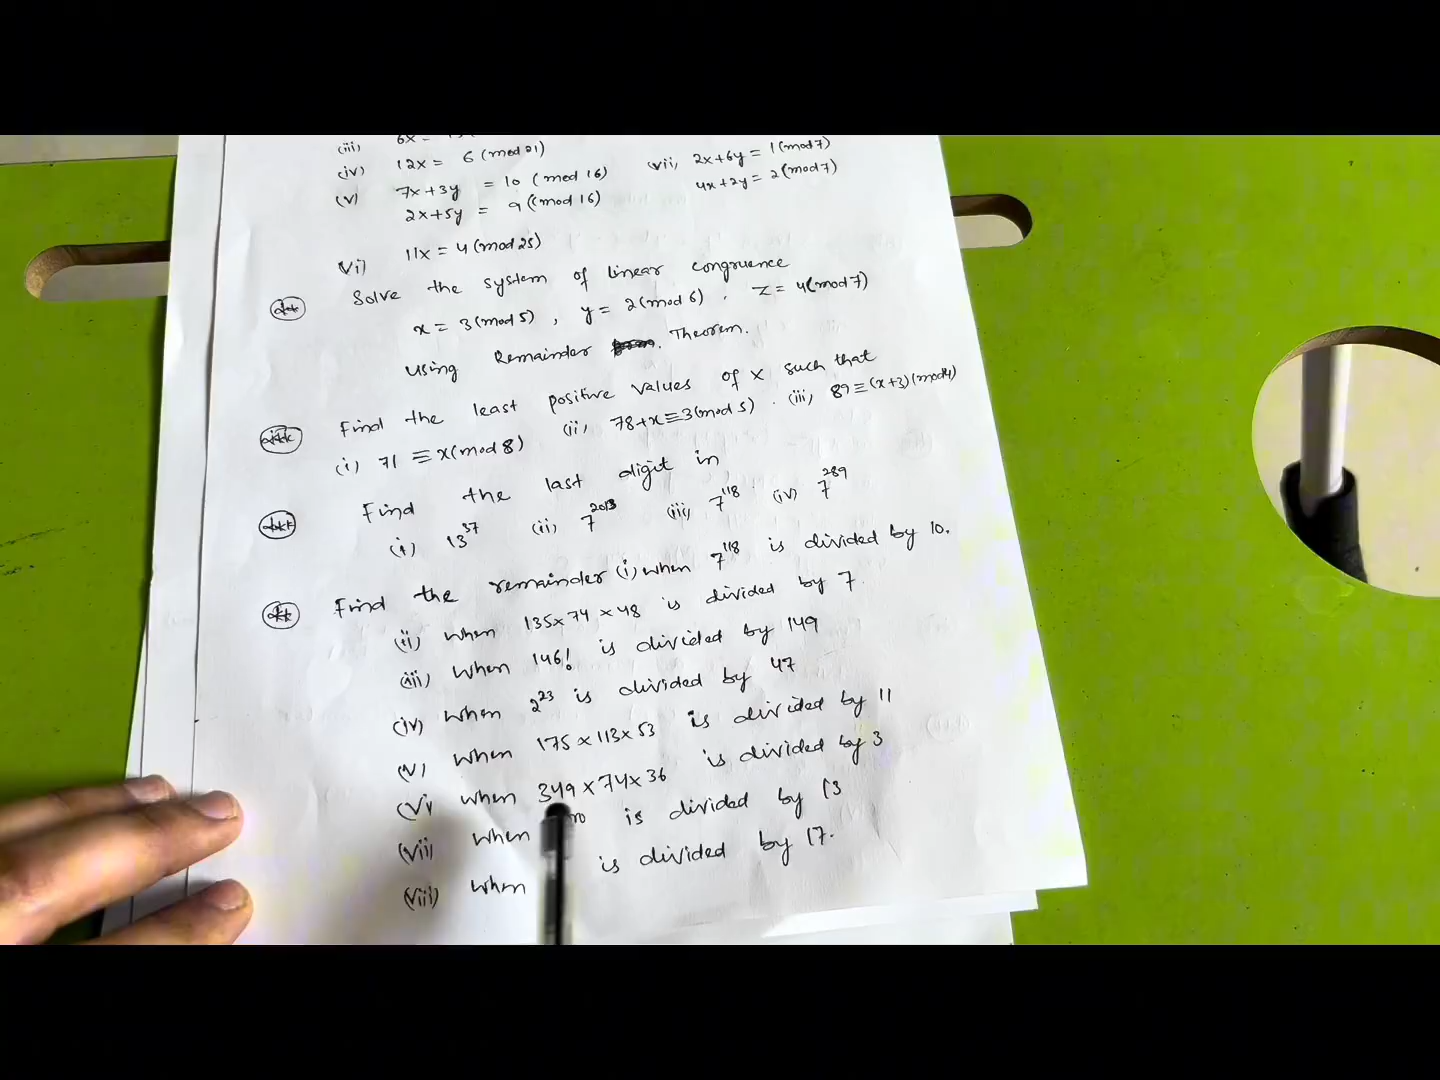 (iii) 6x =
(iv) 12x = 6 (mod 21)
(v) 7x+3y = 10 (mod 16)
2x+5y = 9 (mod 16)
(vii) 2x+6y = 1 (mod 7)
4x+2y = 2 (mod 7)
vi) 11x = 4 (mod 25)
** Solve the system of linear congruence
x = 3 (mod 5), y = 2 (mod 6), z = 4 (mod 7)
using Remainder Theorem.
*** Find the least positive values of x such that
(i) 71 ≡ x (mod 8) (ii) 78+x ≡ 3 (mod 5) . (iii) 89 ≡ (x+3) (mod 4)
*** Find the last digit in
(i) 13^37 (ii) 7^2013 (iii) 7^118 (iv) 7^289
** Find the remainder (i) when 7^118 is divided by 10.
(ii) when 135 x 74 x 48 is divided by 7.
(iii) when 146! is divided by 149
(iv) when 2^23 is divided by 47
(v) when 175 x 113 x 53 is divided by 11
(vi when 349 x 74 x 36 is divided by 3
(vii) when is divided by 13
(viii) when is divided by 17.